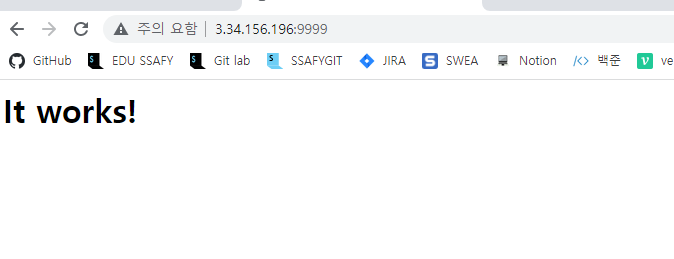 주의 요함 3.34.156.196:9999
GitHub EDU SSAFY Git lab SSAFYGIT JIRA SWEA Notion 백준 ve
It works!